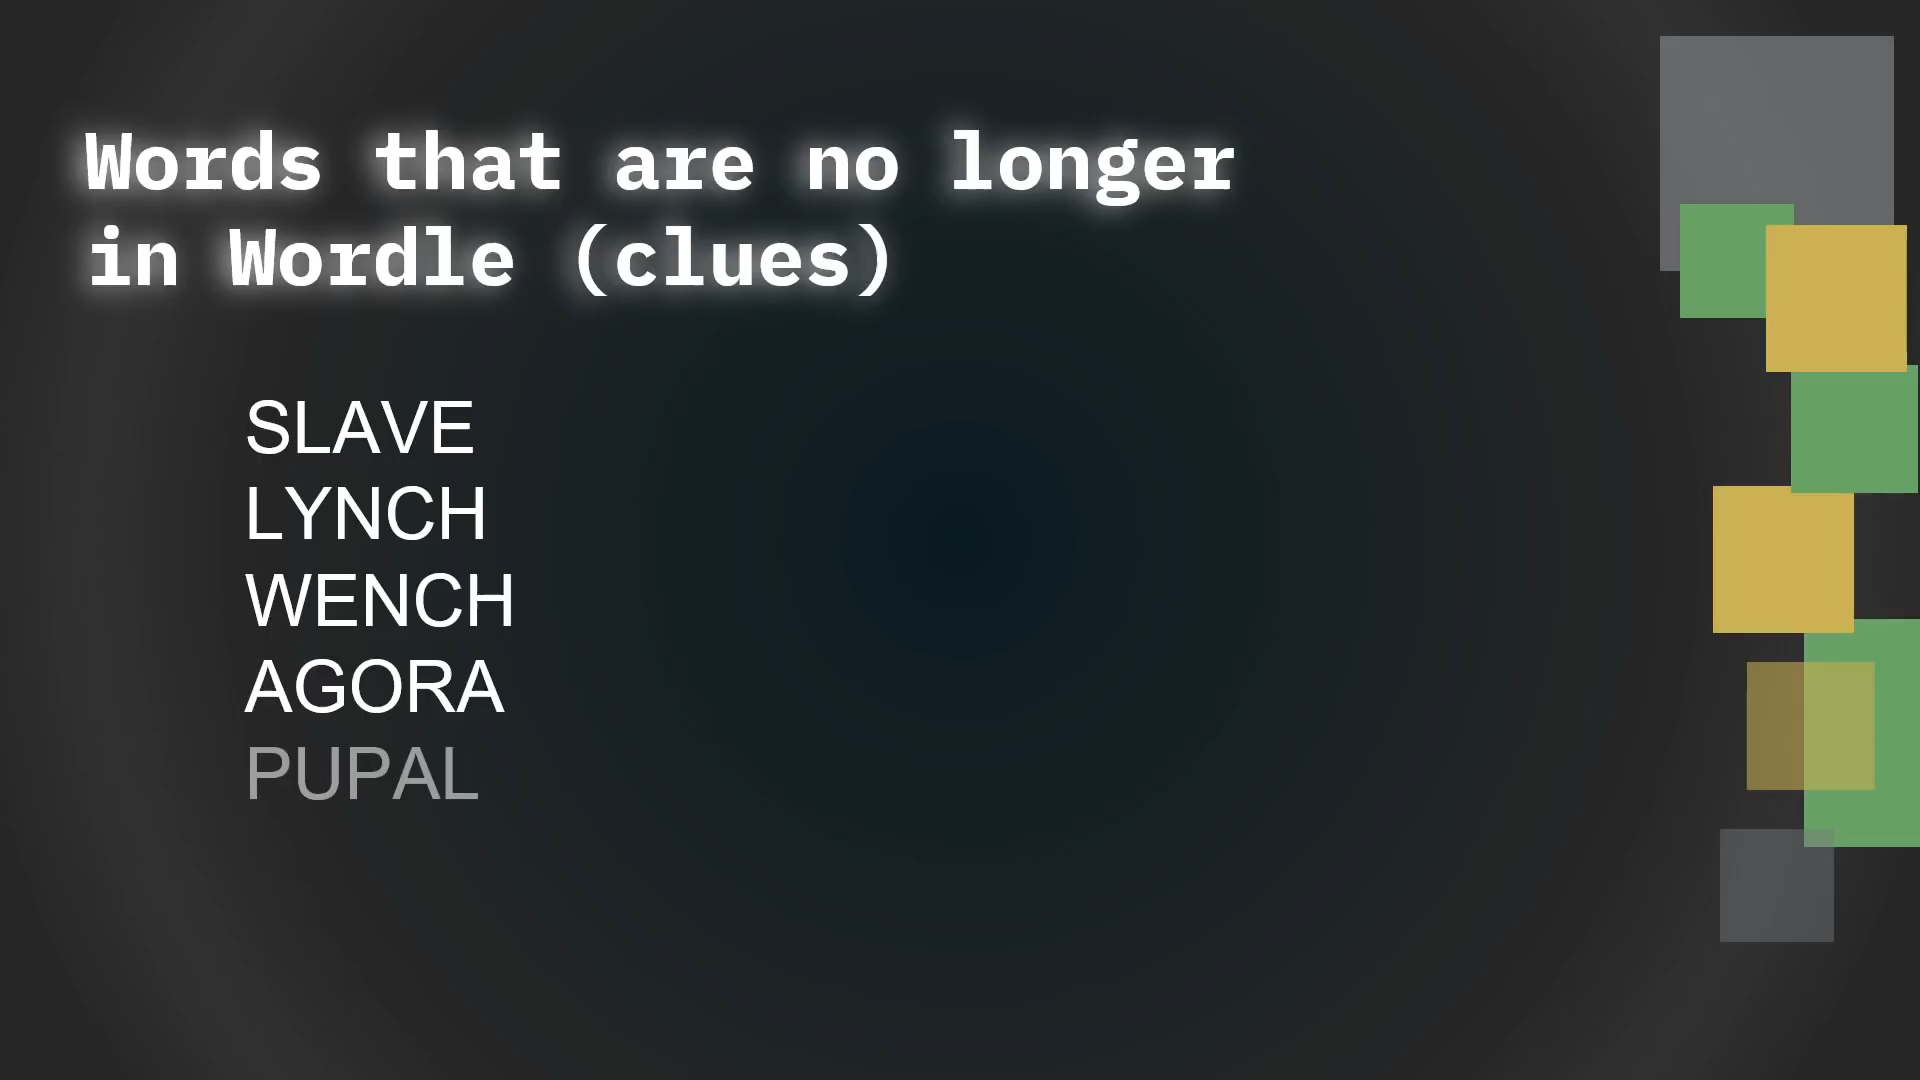 Words that are no longer
in Wordle (clues)
SLAVE
LYNCH
WENCH
AGORA
PUPAL